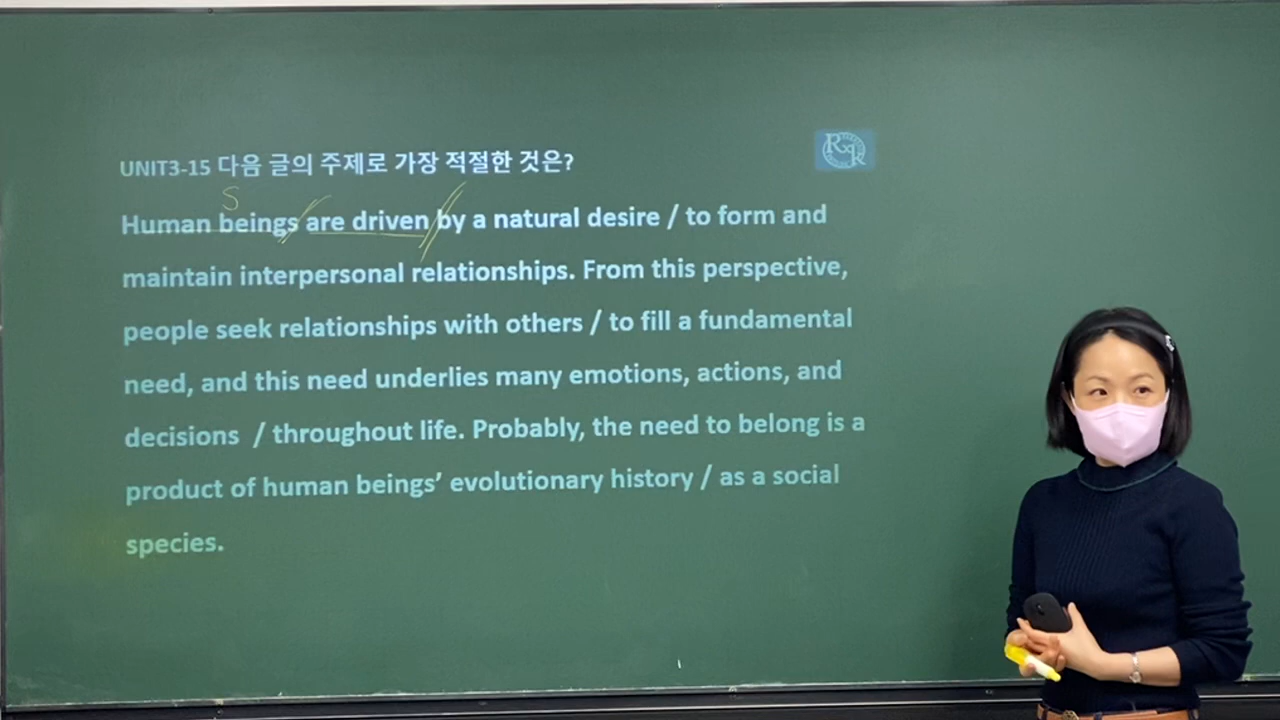 UNIT3-15 다음 글의 주제로 가장 적절한 것은?
S
Human beings are driven by a natural desire / to form and
maintain interpersonal relationships. From this perspective,
people seek relationships with others / to fill a fundamental
need, and this need underlies many emotions, actions, and
decisions / throughout life. Probably, the need to belong is a
product of human beings’ evolutionary history / as a social
species.